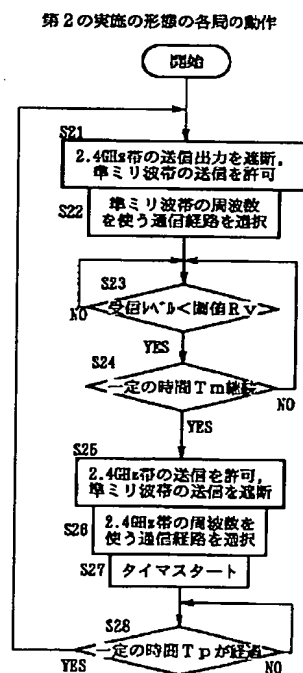 第2の実施の形態の各局の動作
開始
S21
2.4GHz帯の送信出力を遮断,
準ミリ波帯の送信を許可
S22
準ミリ波帯の周波数
を使う通信経路を選択
S23
受信レベル<閾値Rv
NO
YES
S24
一定の時間Tm継続
NO
YES
S25
2.4GHz帯の送信を許可,
準ミリ波帯の送信を遮断
S26
2.4GHz帯の周波数を
使う通信経路を選択
S27
タイマスタート
S28
一定の時間Tpが経過
YES
NO